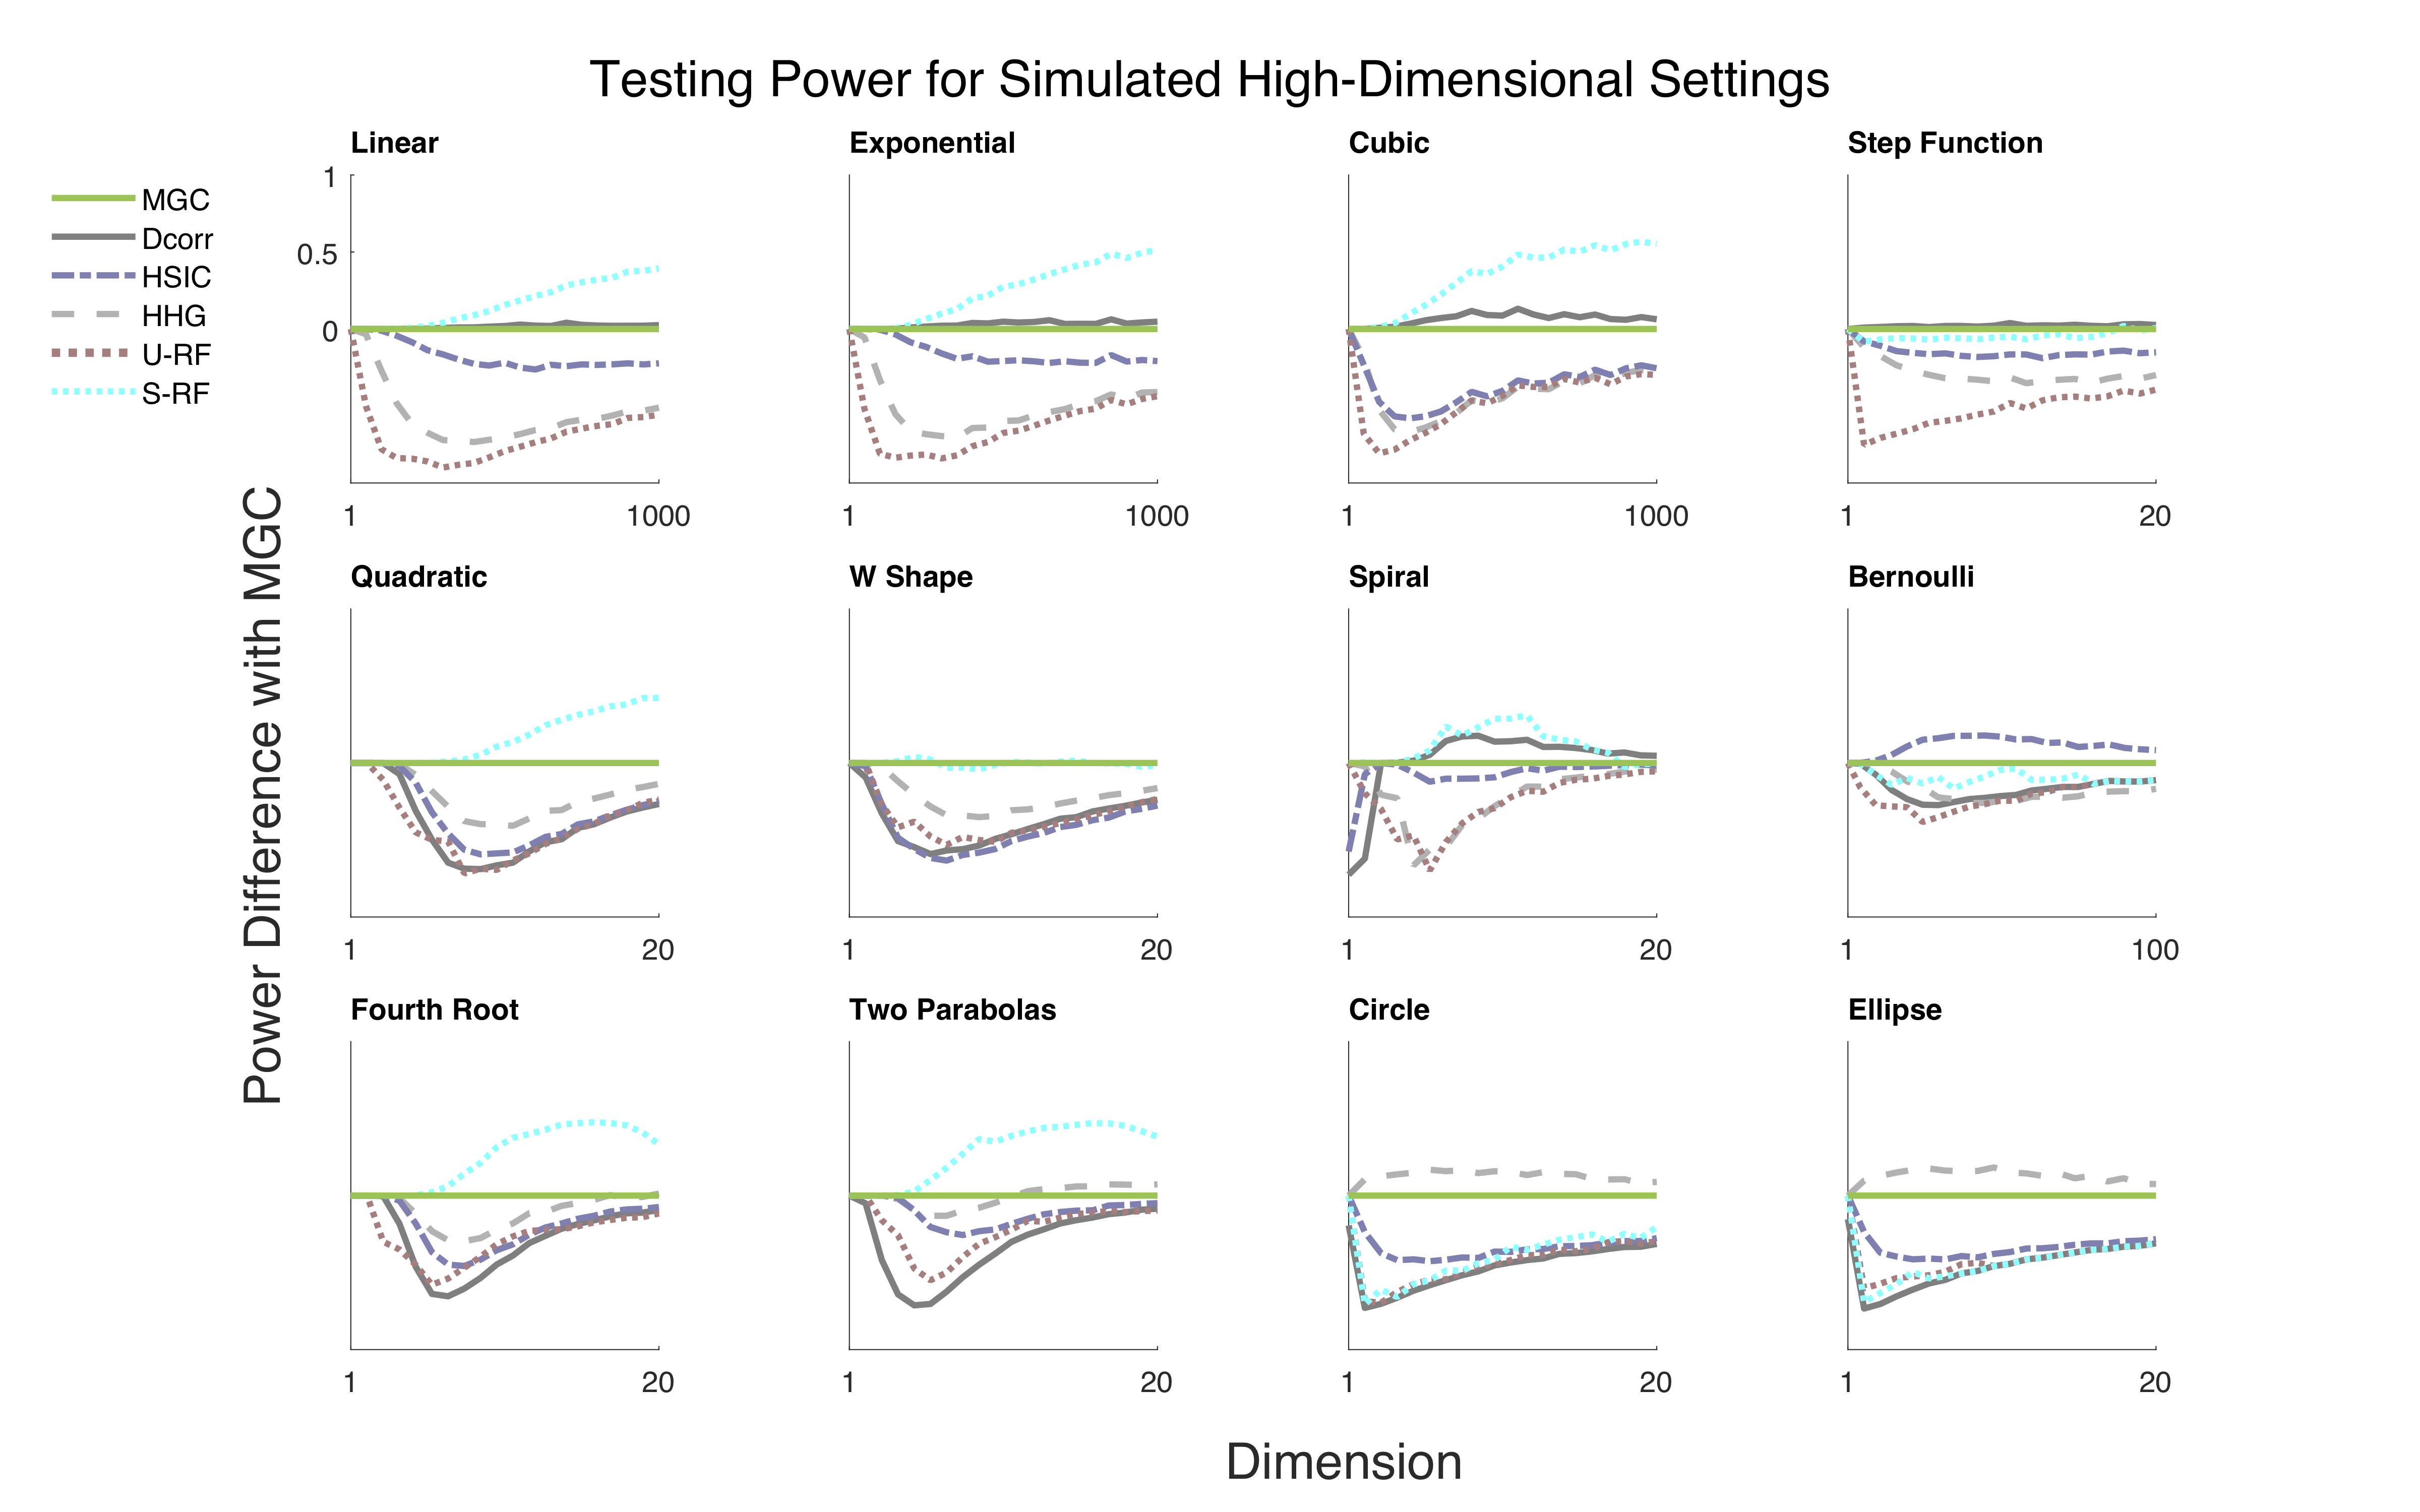 Testing Power for Simulated High-Dimensional Settings
MGC
Dcorr
HSIC
HHG
U-RF
S-RF
Power Difference with MGC
Linear
1
0.5
0
1 1000
Exponential
1 1000
Cubic
1 1000
Step Function
1 20
Quadratic
1 20
W Shape
1 20
Spiral
1 20
Bernoulli
1 100
Fourth Root
1 20
Two Parabolas
1 20
Circle
1 20
Ellipse
1 20
Dimension